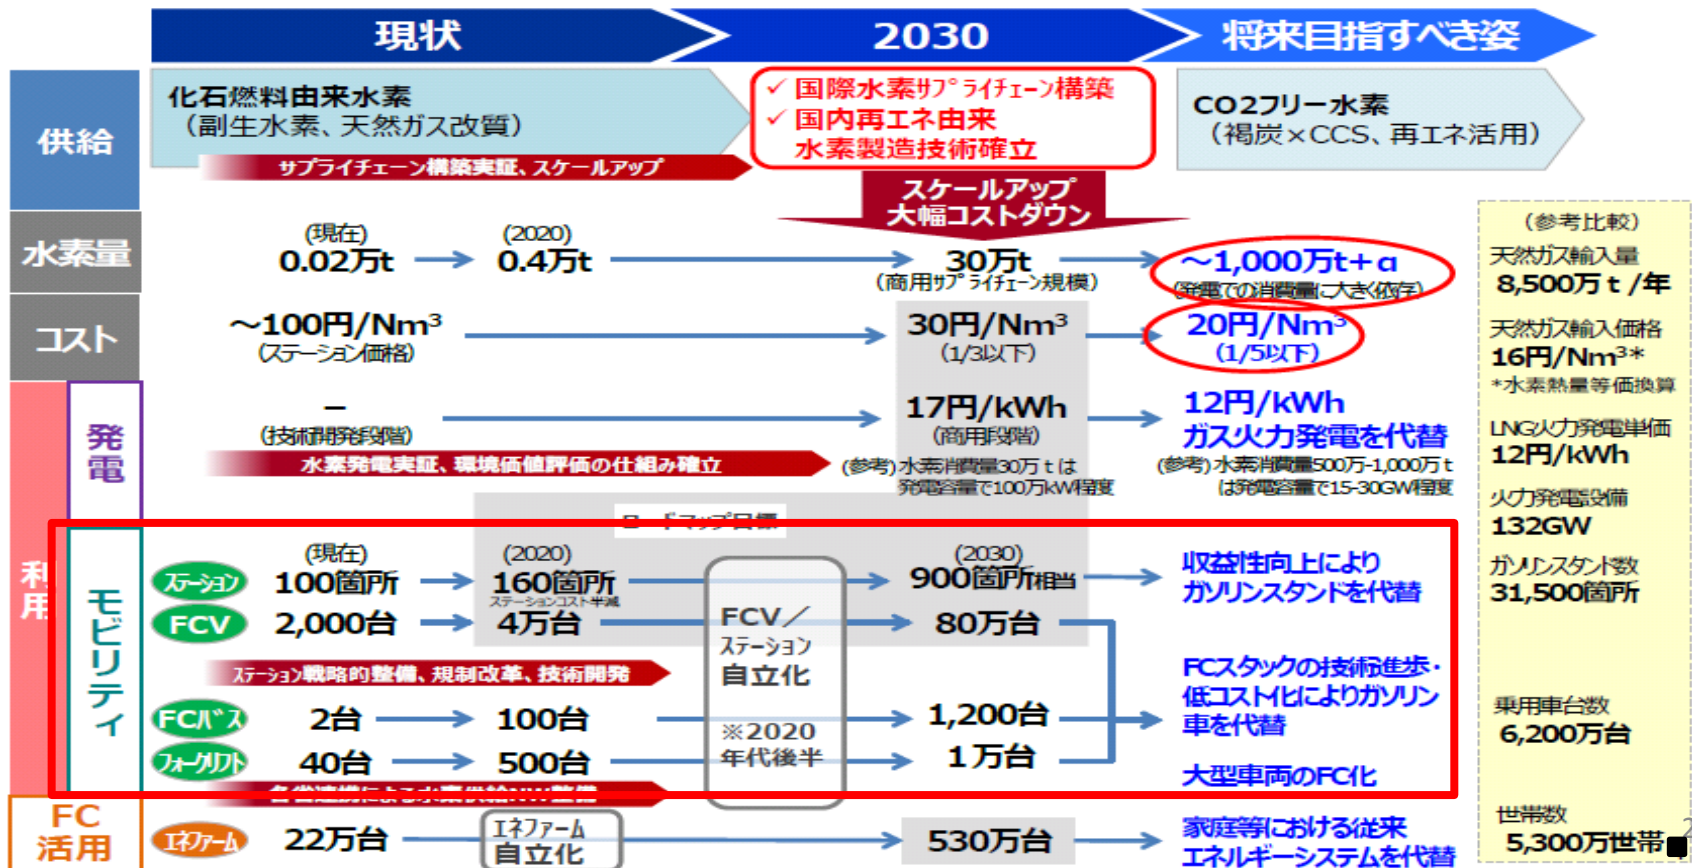 現状
2030
将来目指すべき姿
供給
化石燃料由来水素
（副生水素、天然ガス改質）
✓ 国際水素サプライチェーン構築
✓ 国内再エネ由来
水素製造技術確立
CO2フリー水素
（褐炭×CCS、再エネ活用）
サプライチェーン構築実証、スケールアップ
スケールアップ
大幅コストダウン
水素量
(現在)
0.02万t
(2020)
0.4万t
30万t
(商用サプライチェーン規模)
～1,000万t+α
(発電での消費量に大きく依存)
コスト
～100円/Nm³
(ステーション価格)
30円/Nm³
(1/3以下)
20円/Nm³
(1/5以下)
利用
発電
－
(技術開発段階)
17円/kWh
(商用段階)
12円/kWh
ガス火力発電を代替
水素発電実証、環境価値評価の仕組み確立
(参考) 水素消費量30万ｔは
発電容量で100万kW程度
(参考) 水素消費量500万-1,000万ｔ
は発電容量で15-30GW程度
ロードマップ目標
モビリティ
(現在)
(2020)
(2030)
ステーション
100箇所
160箇所
ステーションコスト半減
900箇所相当
収益性向上により
ガソリンスタンドを代替
FCV
2,000台
4万台
80万台
FCV／
ステーション
自立化
※2020
年代後半
ステーション戦略的整備、規制改革、技術開発
FCスタックの技術進歩・
低コスト化によりガソリン
車を代替
FCバス
2台
100台
1,200台
フォークリフト
40台
500台
1万台
大型車両のFC化
各省連携による水素供給NW整備
FC
活用
エネファーム
22万台
エネファーム
自立化
530万台
家庭等における従来
エネルギーシステムを代替
（参考比較）
天然ガス輸入量
8,500万ｔ/年
天然ガス輸入価格
16円/Nm³*
*水素熱量等価換算
LNG火力発電単価
12円/kWh
火力発電設備
132GW
ガソリンスタンド数
31,500箇所
乗用車台数
6,200万台
世帯数
5,300万世帯
2